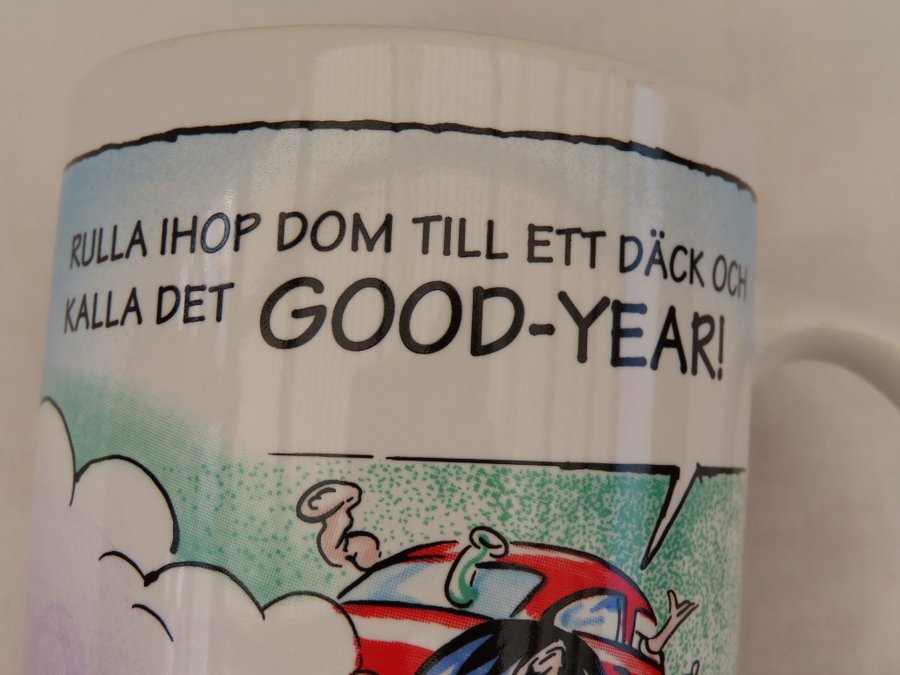 RULLA IHOP DOM TILL ETT DÄCK OCH
KALLA DET GOOD-YEAR!